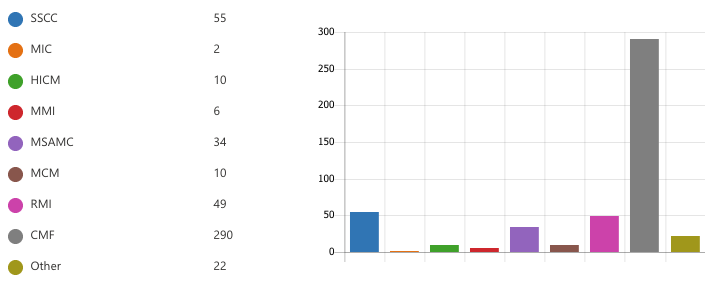 SSCC 55
MIC 2
HICM 10
MMI 6
MSAMC 34
MCM 10
RMI 49
CMF 290
Other 22
300
250
200
150
100
50
0